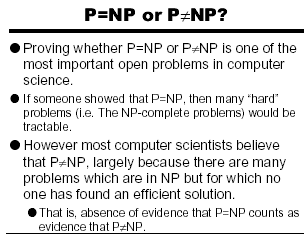 P=NP or P≠NP?
● Proving whether P=NP or P≠NP is one of the
most important open problems in computer
science.
● If someone showed that P=NP, then many “hard”
problems (i.e. The NP-complete problems) would be
tractable.
● However most computer scientists believe
that P≠NP, largely because there are many
problems which are in NP but for which no
one has found an efficient solution.
● That is, absence of evidence that P=NP counts as
evidence that P≠NP.